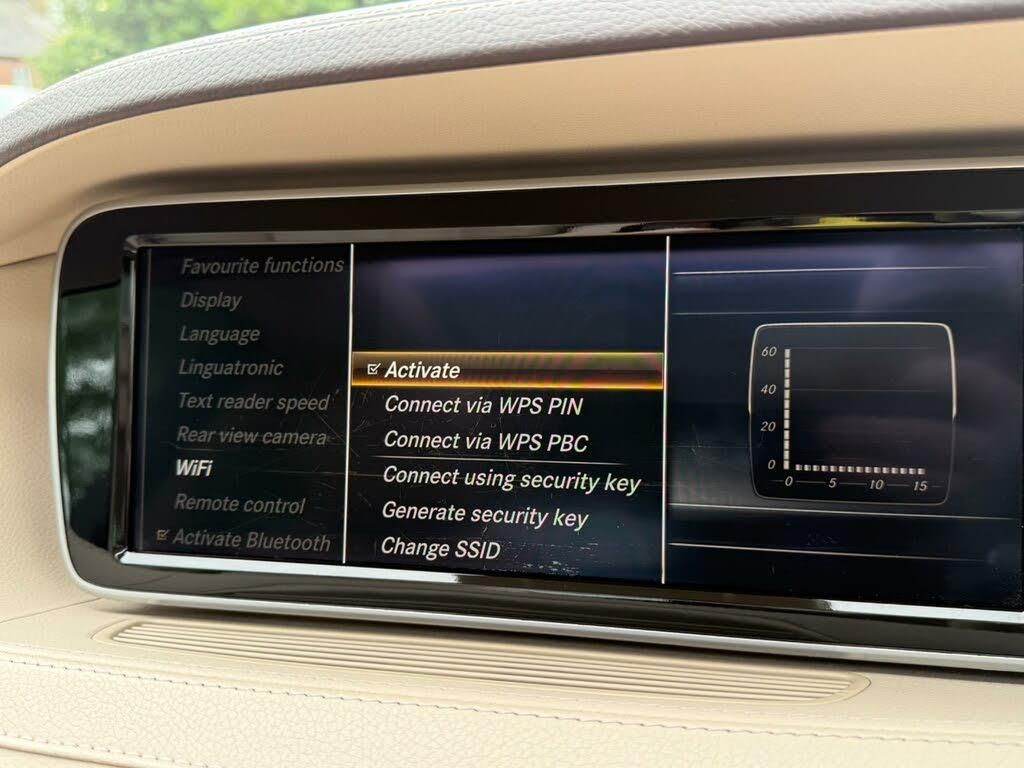 Favourite functions
Display
Language
Linguatronic
Text reader speed
Rear view camera
WiFi
Remote control
Activate Bluetooth
Activate
Connect via WPS PIN
Connect via WPS PBC
Connect using security key
Generate security key
Change SSID
60
40
20
0
0 5 10 15